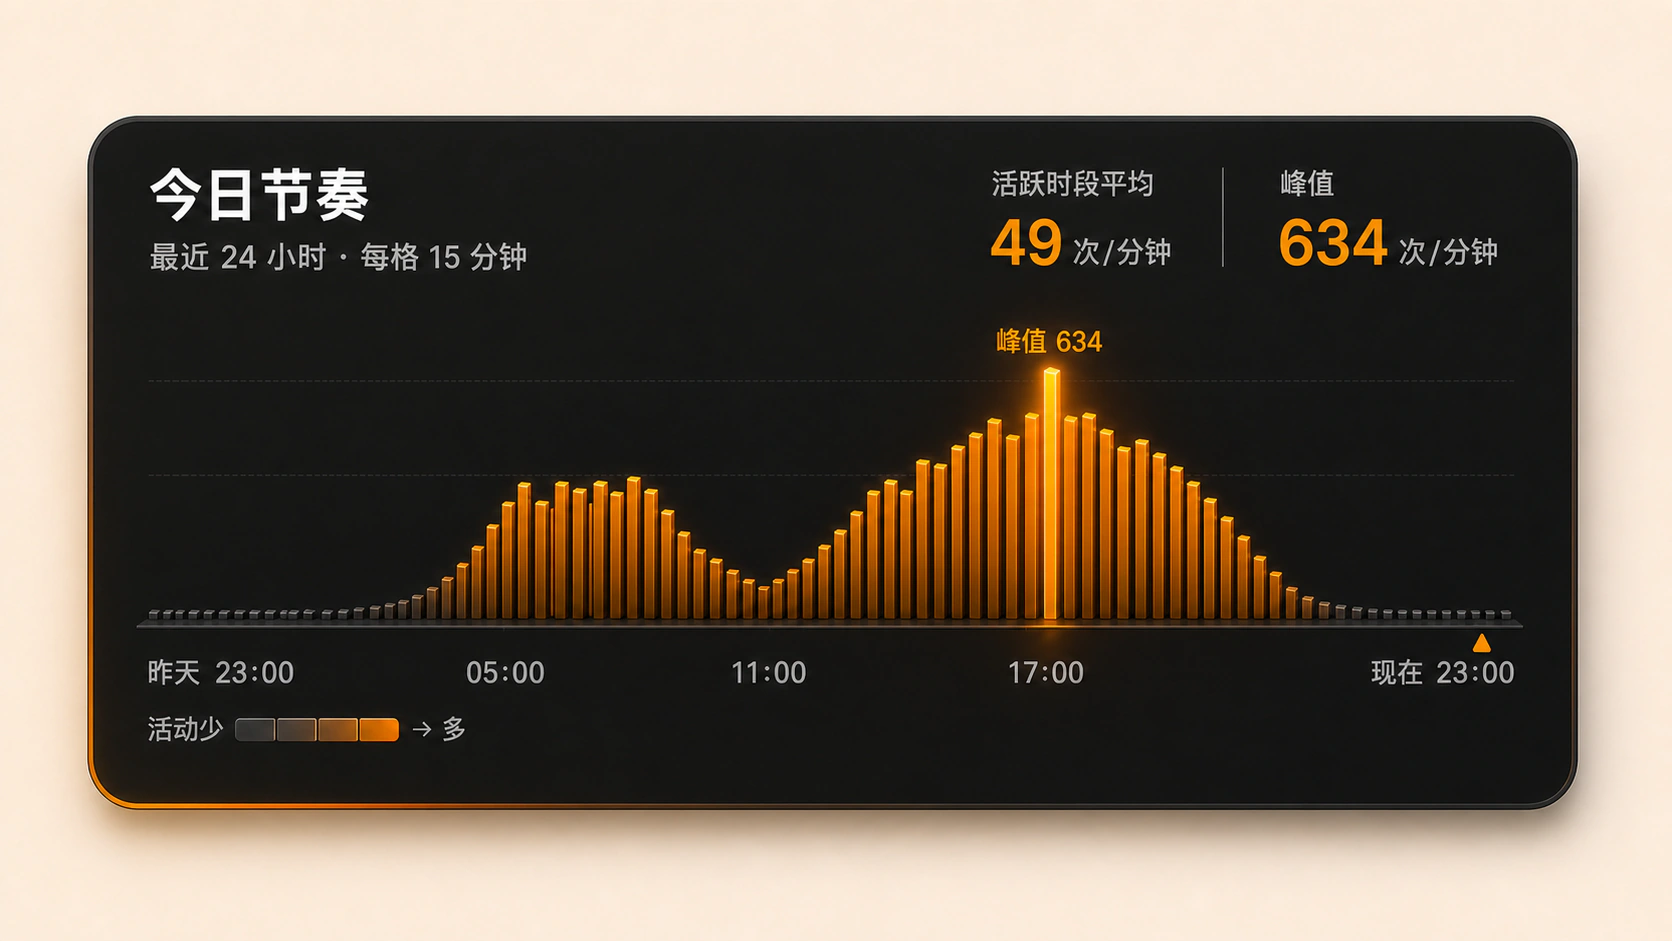 今日节奏
最近 24 小时 · 每格 15 分钟
活跃时段平均
49 次/分钟
峰值
634 次/分钟
峰值 634
昨天 23:00
05:00
11:00
17:00
现在 23:00
活动少 → 多